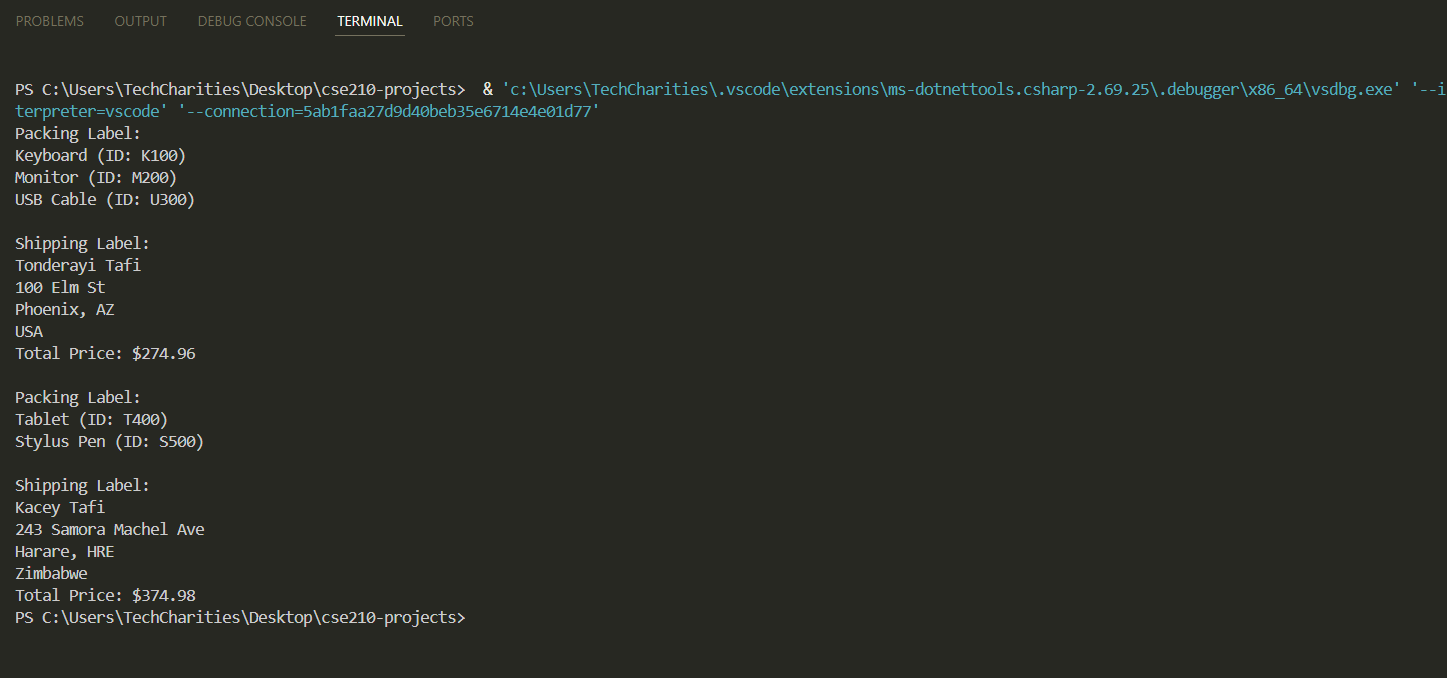 PROBLEMS OUTPUT DEBUG CONSOLE TERMINAL PORTS
PS C:\Users\TechCharities\Desktop\cse210-projects>  & 'c:\Users\TechCharities\.vscode\extensions\ms-dotnettools.csharp-2.69.25\.debugger\x86_64\vsdbg.exe' '--i
terpreter=vscode' '--connection=5ab1faa27d9d40beb35e6714e4e01d77'
Packing Label:
Keyboard (ID: K100)
Monitor (ID: M200)
USB Cable (ID: U300)
Shipping Label:
Tonderayi Tafi
100 Elm St
Phoenix, AZ
USA
Total Price: $274.96
Packing Label:
Tablet (ID: T400)
Stylus Pen (ID: S500)
Shipping Label:
Kacey Tafi
243 Samora Machel Ave
Harare, HRE
Zimbabwe
Total Price: $374.98
PS C:\Users\TechCharities\Desktop\cse210-projects>